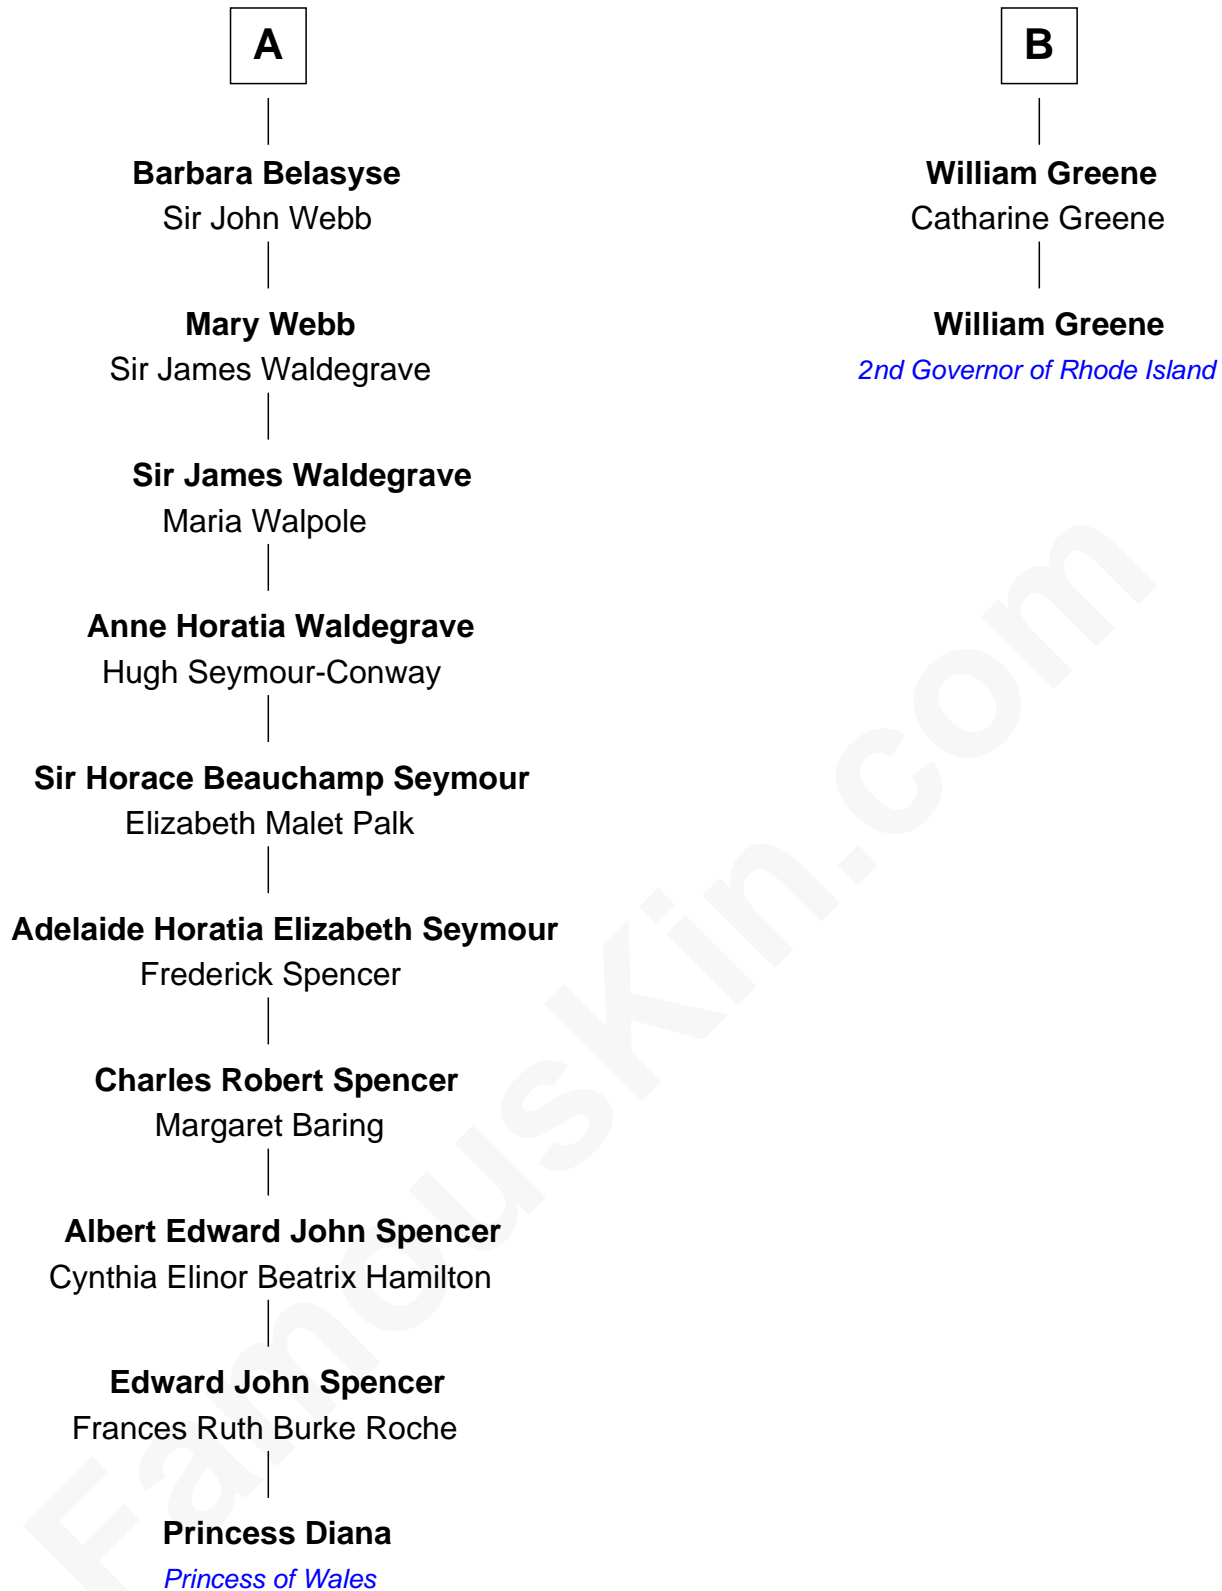 A
Barbara Belasyse
Sir John Webb
Mary Webb
Sir James Waldegrave
Sir James Waldegrave
Maria Walpole
Anne Horatia Waldegrave
Hugh Seymour-Conway
Sir Horace Beauchamp Seymour
Elizabeth Malet Palk
Adelaide Horatia Elizabeth Seymour
Frederick Spencer
Charles Robert Spencer
Margaret Baring
Albert Edward John Spencer
Cynthia Elinor Beatrix Hamilton
Edward John Spencer
Frances Ruth Burke Roche
Princess Diana
Princess of Wales
B
William Greene
Catharine Greene
William Greene
2nd Governor of Rhode Island
FamousKin.com